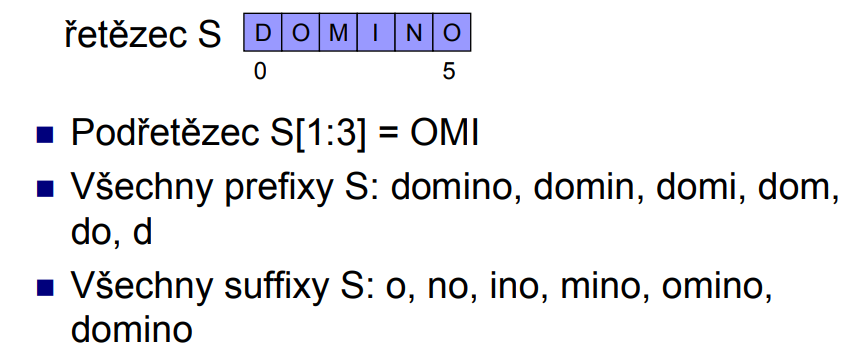 řetězec S D O M I N O
0 5
Podřetězec S[1:3] = OMI
Všechny prefixy S: domino, domin, domi, dom,
do, d
Všechny suffixy S: o, no, ino, mino, omino,
domino